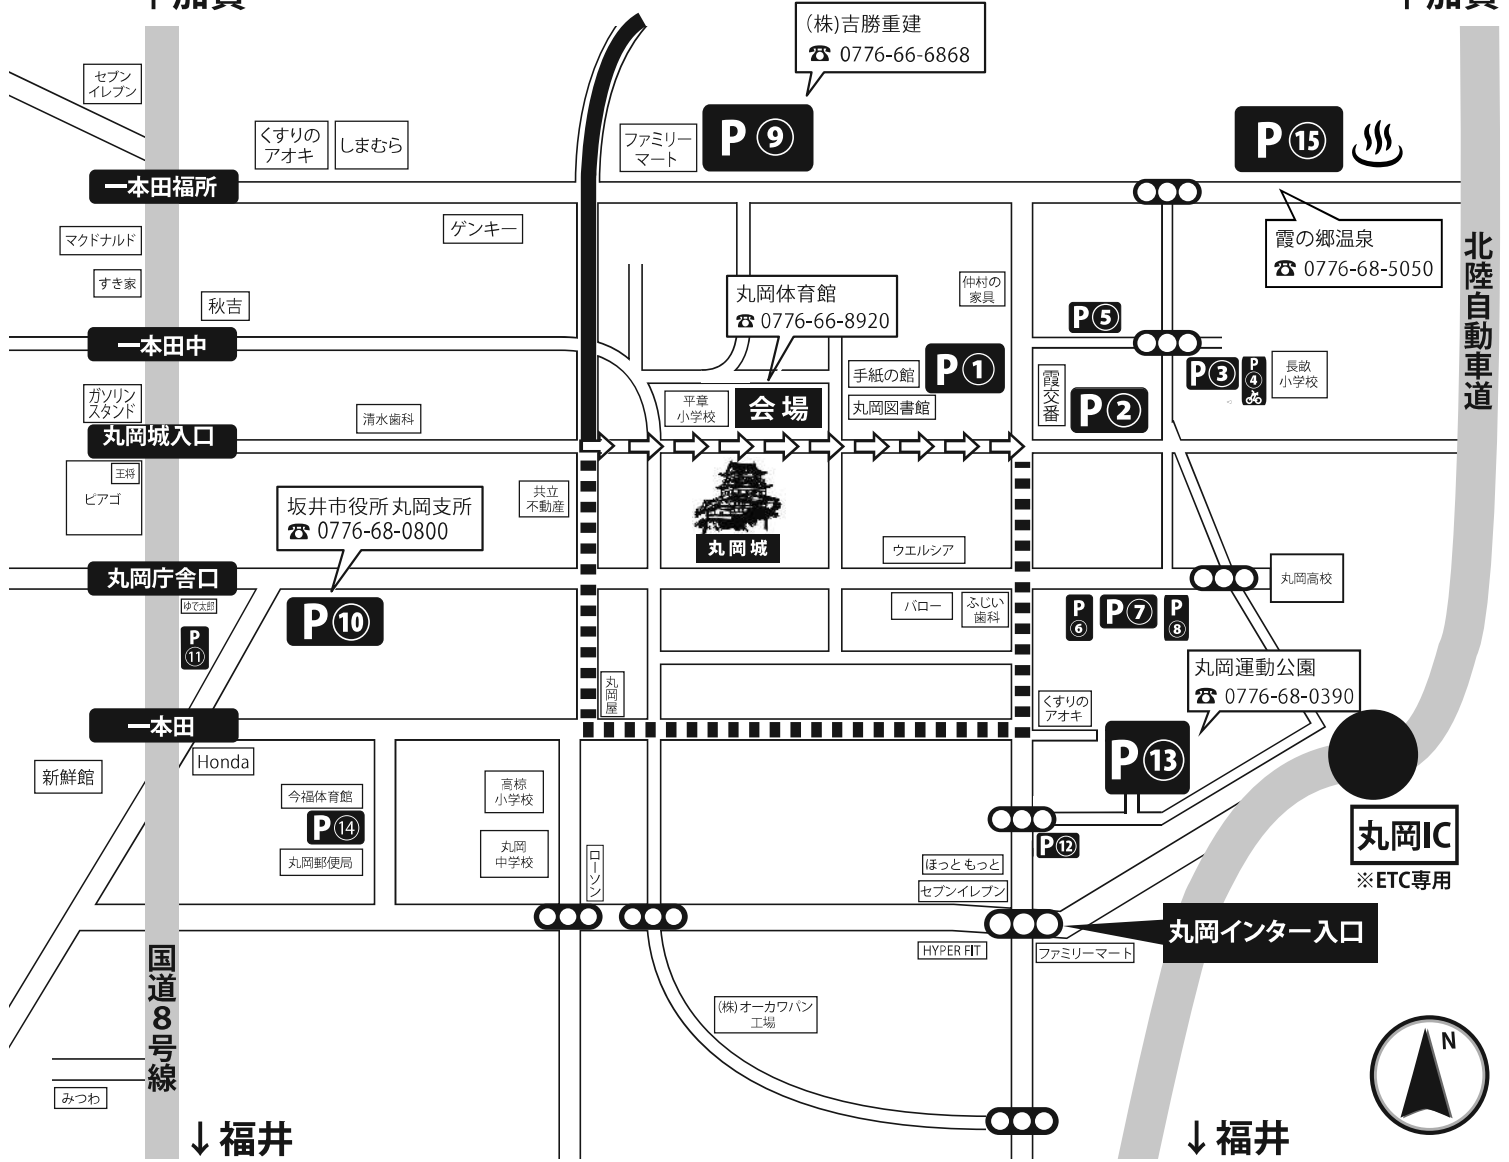 (株)吉勝重建
☎ 0776-66-6868
セブン
イレブン
くすりの
アオキ
しまむら
ファミリー
マート
P⑨
P⑮
一本田福所
ゲンキー
マクドナルド
すき家
秋吉
霞の郷温泉
☎ 0776-68-5050
北陸自動車道
仲村の
家具
丸岡体育館
☎ 0776-66-8920
P⑤
一本田中
手紙の館
P①
P③
P
④
長畝
小学校
霞交番
P②
ガソリン
スタンド
清水歯科
平章
小学校
会場
丸岡図書館
丸岡城入口
王将
ピアゴ
共立
不動産
坂井市役所 丸岡支所
☎ 0776-68-0800
丸岡城
ウエルシア
丸岡庁舎口
丸岡高校
ゆで太郎
P
⑪
P⑩
バロー
ふじい
歯科
P
⑥
P⑦
P
⑧
丸岡屋
丸岡運動公園
☎ 0776-68-0390
くすりの
アオキ
一本田
Honda
新鮮館
P⑬
今福体育館
P⑭
丸岡郵便局
高椋
小学校
丸岡
中学校
ローソン
P⑫
丸岡IC
※ETC専用
ほっともっと
セブンイレブン
丸岡インター入口
HYPER FIT
ファミリーマート
国道8号線
(株)オーカワパン
工場
N
みつわ
↓福井
↓福井